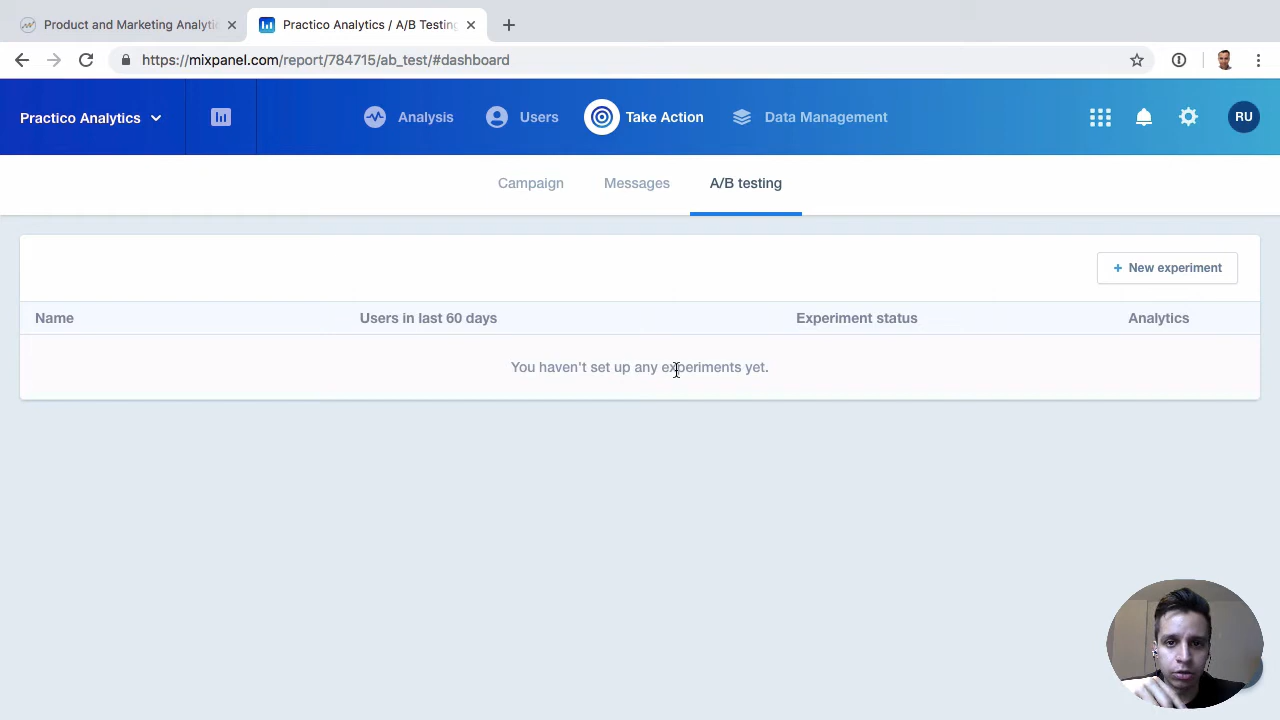 Product and Marketing Analytic
Practico Analytics / A/B Testing
https://mixpanel.com/report/784715/ab_test/#dashboard
Practico Analytics
Analysis
Users
Take Action
Data Management
RU
Campaign
Messages
A/B testing
+ New experiment
Name
Users in last 60 days
Experiment status
Analytics
You haven't set up any experiments yet.